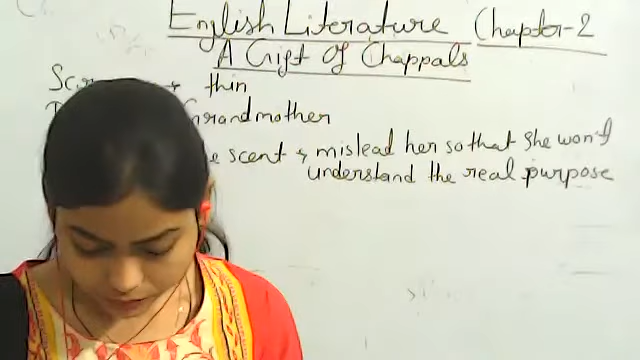 English Literature Chapter-2
A Gift Of Chappals
thin
Grandmother
scent & mislead her so that she won't
understand the real purpose